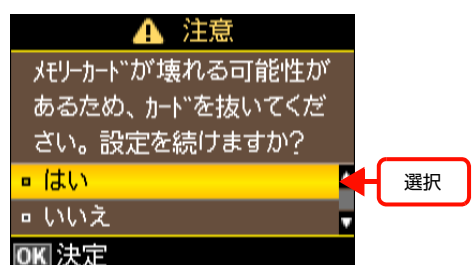 注意
メモリーカードが壊れる可能性が
あるため、カードを抜いてくだ
さい。設定を続けますか?
はい
選択
いいえ
OK 決定